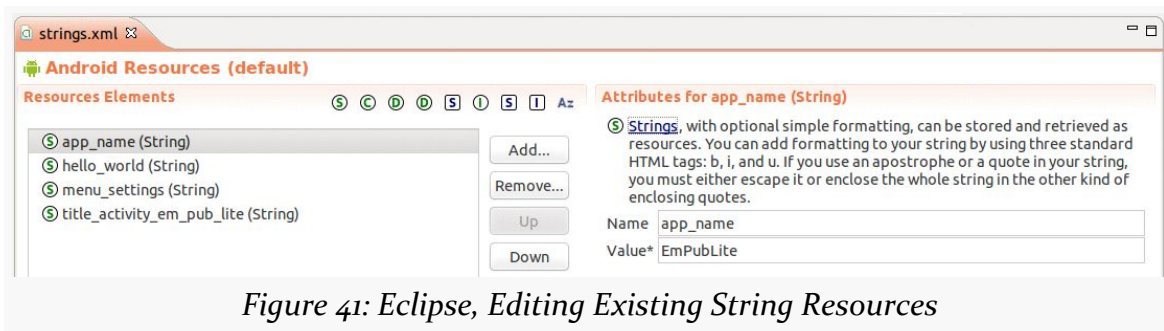 strings.xml
Android Resources (default)
Resources Elements
S C D D S I S I Az
S app_name (String)
S hello_world (String)
S menu_settings (String)
S title_activity_em_pub_lite (String)
Add...
Remove...
Up
Down
Attributes for app_name (String)
S Strings, with optional simple formatting, can be stored and retrieved as
resources. You can add formatting to your string by using three standard
HTML tags: b, i, and u. If you use an apostrophe or a quote in your string,
you must either escape it or enclose the whole string in the other kind of
enclosing quotes.
Name app_name
Value* EmPubLite
Figure 41: Eclipse, Editing Existing String Resources